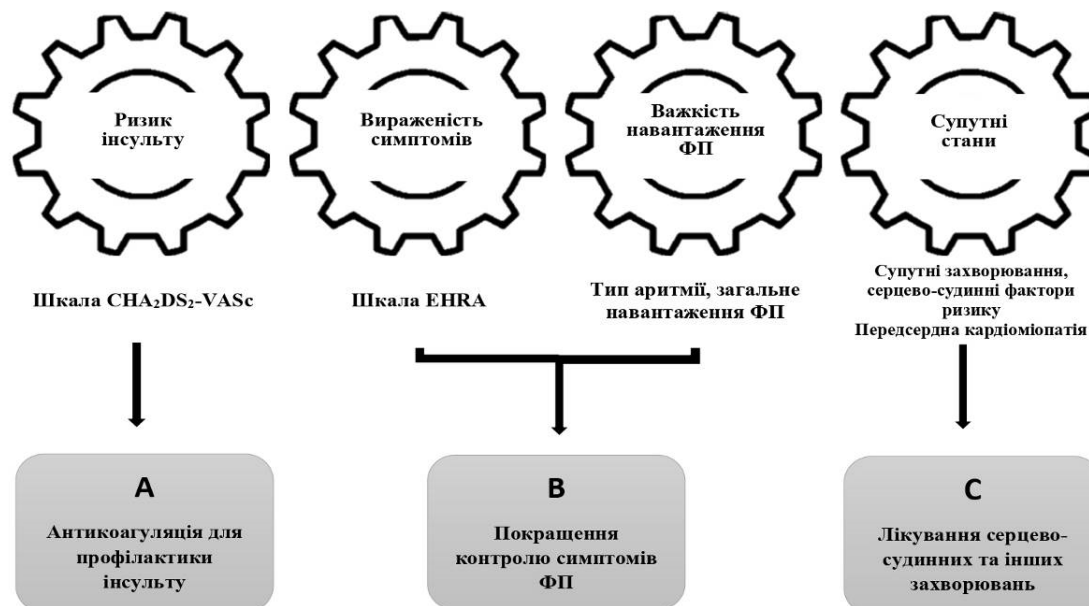 Ризик
інсульту
Вираженість
симптомів
Важкість
навантаження
ФП
Супутні
стани
Шкала CHA₂DS₂-VASc
Шкала EHRA
Тип аритмії, загальне
навантаження ФП
Супутні захворювання,
серцево-судинні фактори
ризику
Передсердна кардіоміопатія
A
Антикоагуляція для
профілактики
інсульту
B
Покращення
контролю симптомів
ФП
C
Лікування серцево-
судинних та інших
захворювань